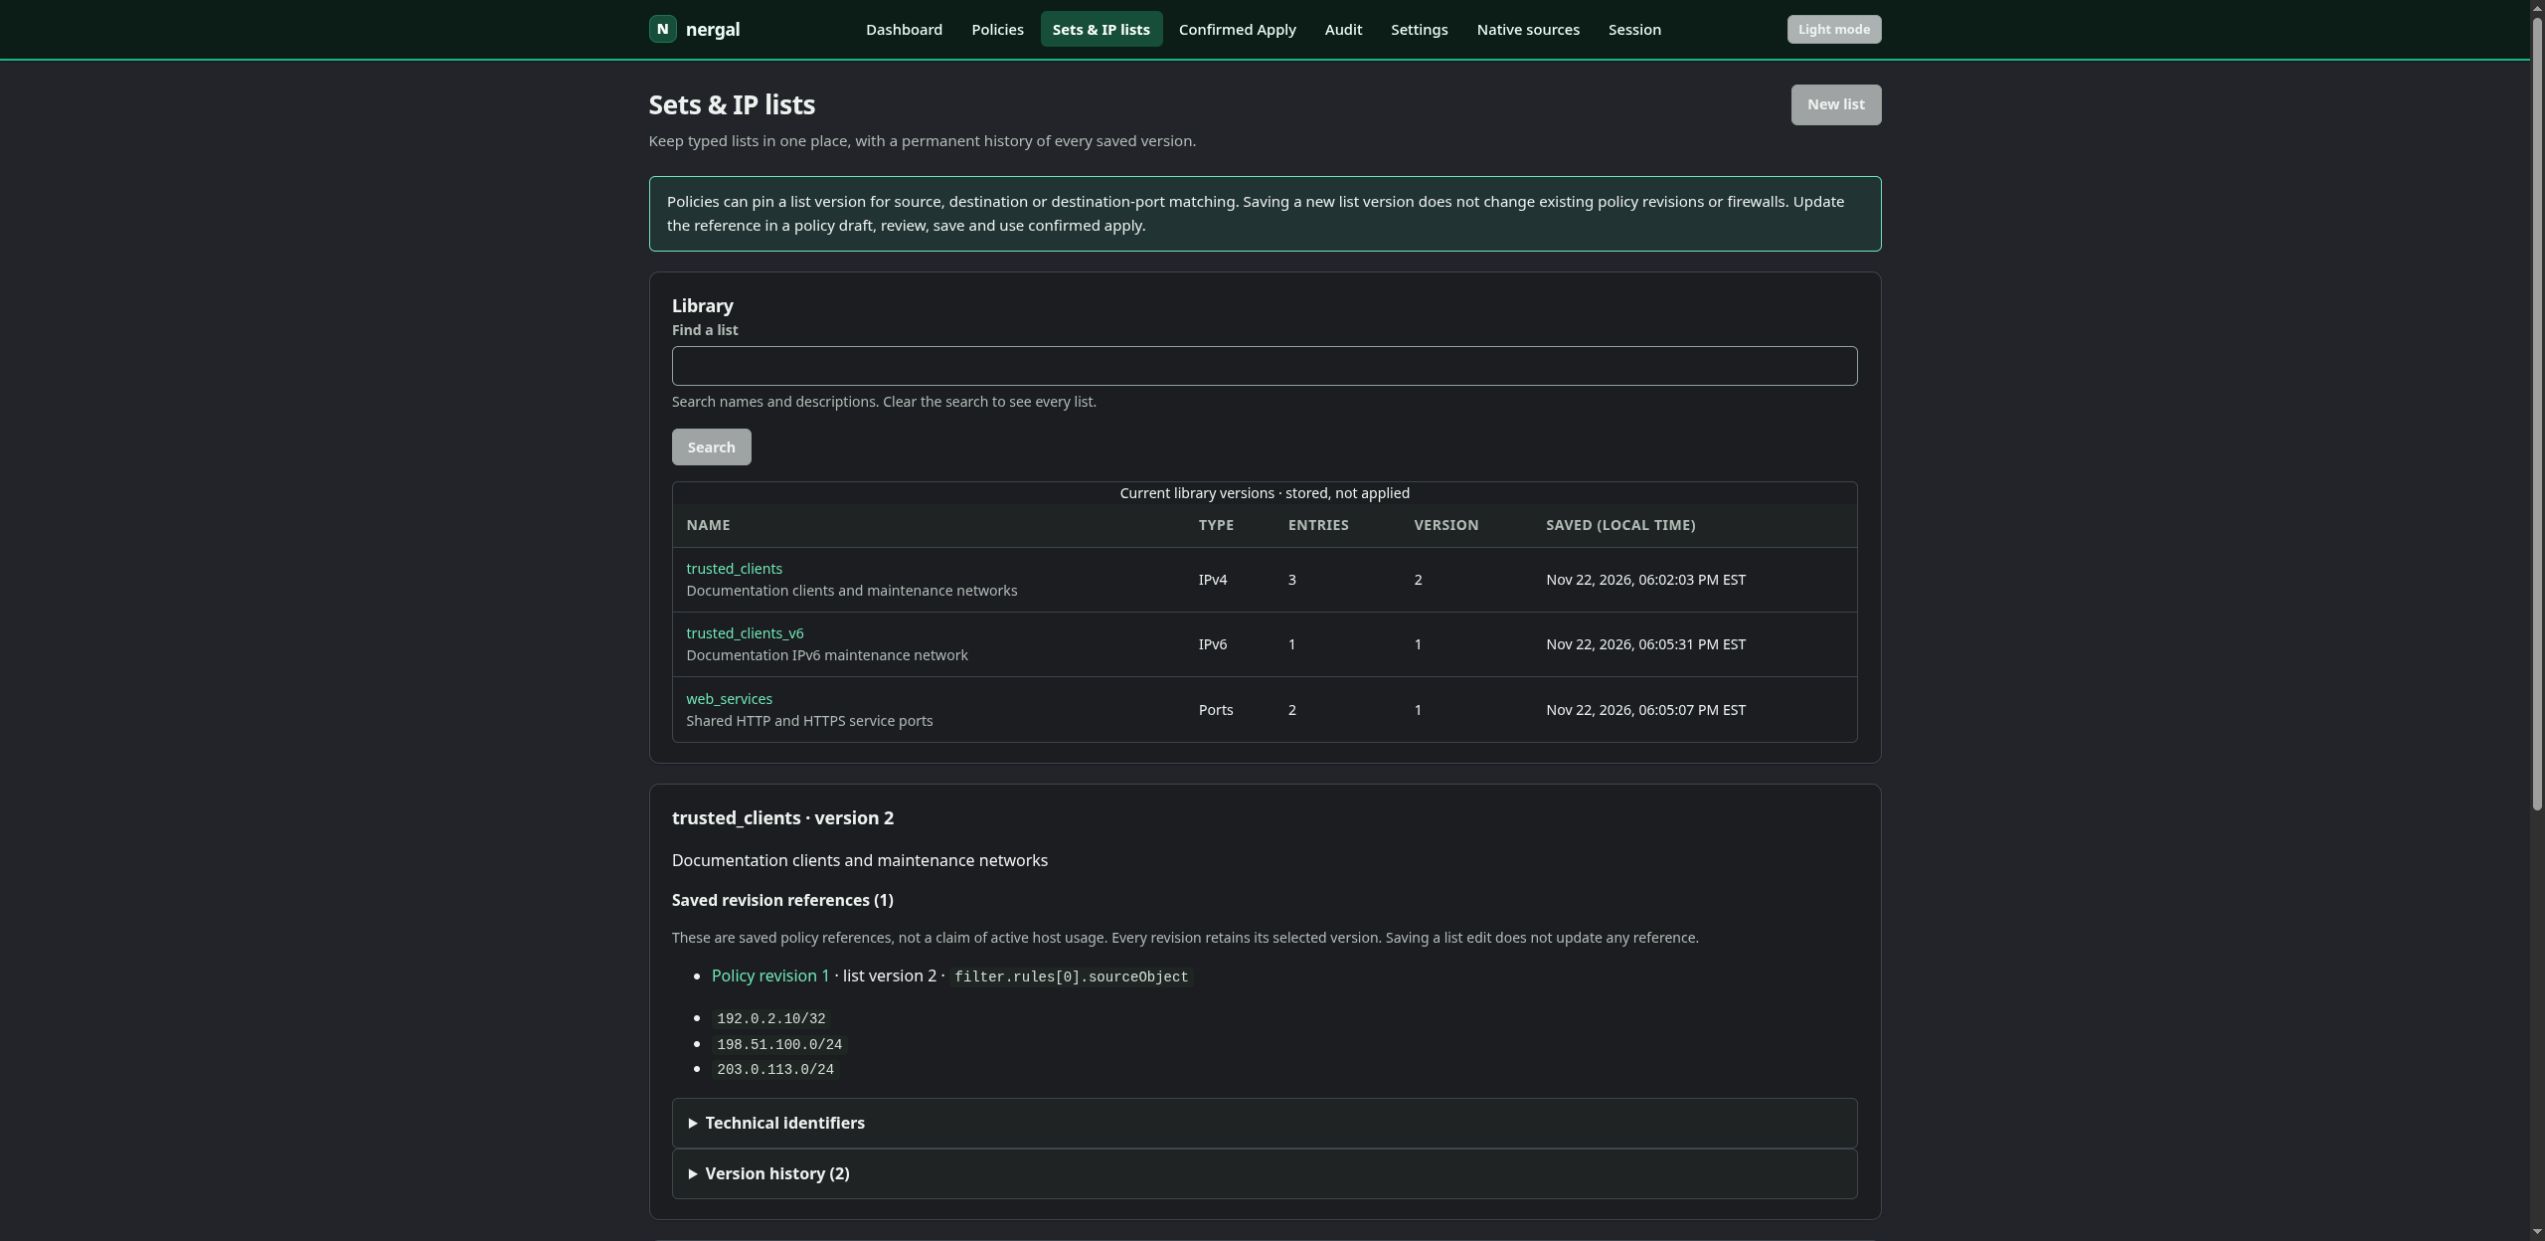 N nergal Dashboard Policies Sets & IP lists Confirmed Apply Audit Settings Native sources Session Light mode
Sets & IP lists New list
Keep typed lists in one place, with a permanent history of every saved version.
Policies can pin a list version for source, destination or destination-port matching. Saving a new list version does not change existing policy revisions or firewalls. Update
the reference in a policy draft, review, save and use confirmed apply.
Library
Find a list
Search names and descriptions. Clear the search to see every list.
Search
Current library versions · stored, not applied
NAME TYPE ENTRIES VERSION SAVED (LOCAL TIME)
trusted_clients
Documentation clients and maintenance networks IPv4 3 2 Nov 22, 2026, 06:02:03 PM EST
trusted_clients_v6
Documentation IPv6 maintenance network IPv6 1 1 Nov 22, 2026, 06:05:31 PM EST
web_services
Shared HTTP and HTTPS service ports Ports 2 1 Nov 22, 2026, 06:05:07 PM EST
trusted_clients · version 2
Documentation clients and maintenance networks
Saved revision references (1)
These are saved policy references, not a claim of active host usage. Every revision retains its selected version. Saving a list edit does not update any reference.
• Policy revision 1 · list version 2 · filter.rules[0].sourceObject
• 192.0.2.10/32
• 198.51.100.0/24
• 203.0.113.0/24
▶ Technical identifiers
▶ Version history (2)